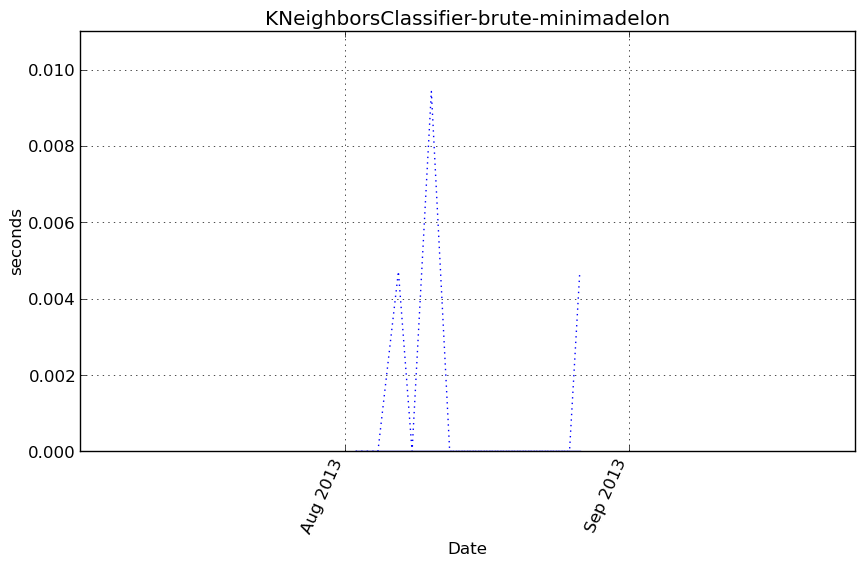 KNeighborsClassifier-brute-minimadelon
0.010
0.008
0.006
0.004
0.002
0.000
seconds
Aug 2013
Sep 2013
Date